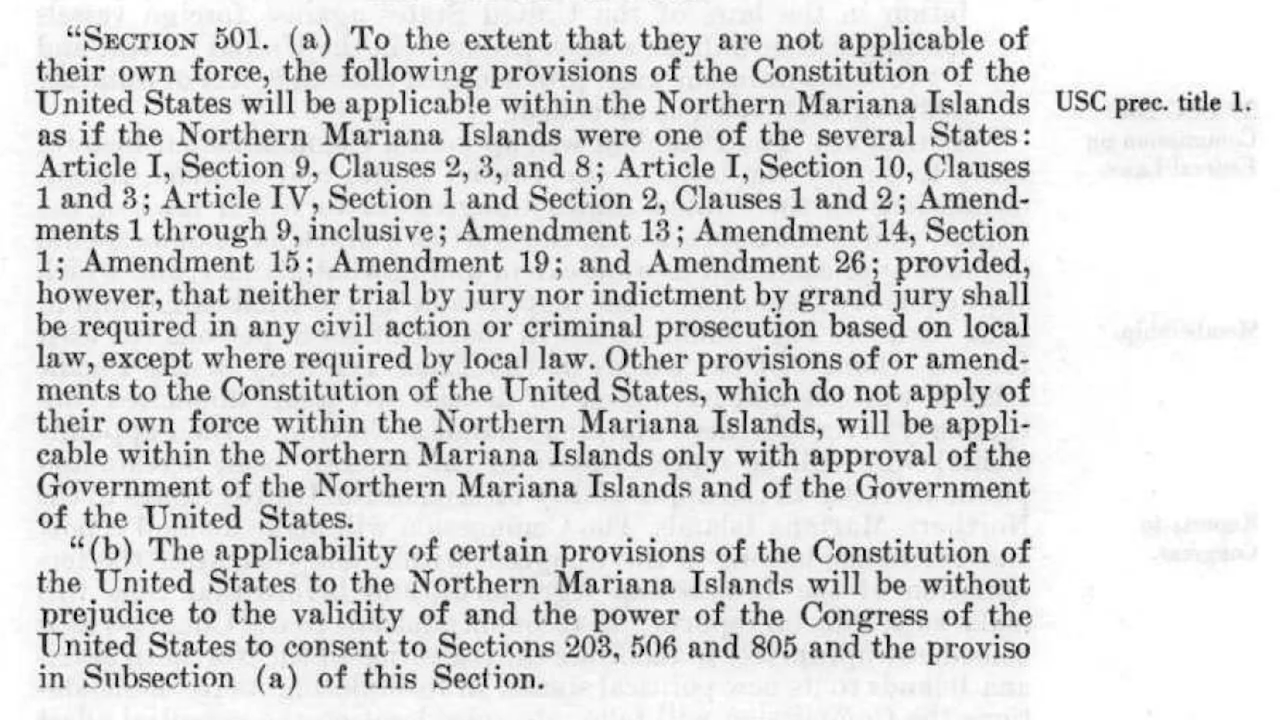 “SECTION 501. (a) To the extent that they are not applicable of
their own force, the following provisions of the Constitution of the
United States will be applicable within the Northern Mariana Islands
as if the Northern Mariana Islands were one of the several States:
Article I, Section 9, Clauses 2, 3, and 8; Article I, Section 10, Clauses
1 and 3; Article IV, Section 1 and Section 2, Clauses 1 and 2; Amend-
ments 1 through 9, inclusive; Amendment 13; Amendment 14, Section
1; Amendment 15; Amendment 19; and Amendment 26; provided,
however, that neither trial by jury nor indictment by grand jury shall
be required in any civil action or criminal prosecution based on local
law, except where required by local law. Other provisions of or amend-
ments to the Constitution of the United States, which do not apply of
their own force within the Northern Mariana Islands, will be appli-
cable within the Northern Mariana Islands only with approval of the
Government of the Northern Mariana Islands and of the Government
of the United States.
“(b) The applicability of certain provisions of the Constitution of
the United States to the Northern Mariana Islands will be without
prejudice to the validity of and the power of the Congress of the
United States to consent to Sections 203, 506 and 805 and the proviso
in Subsection (a) of this Section.
USC prec. title 1.